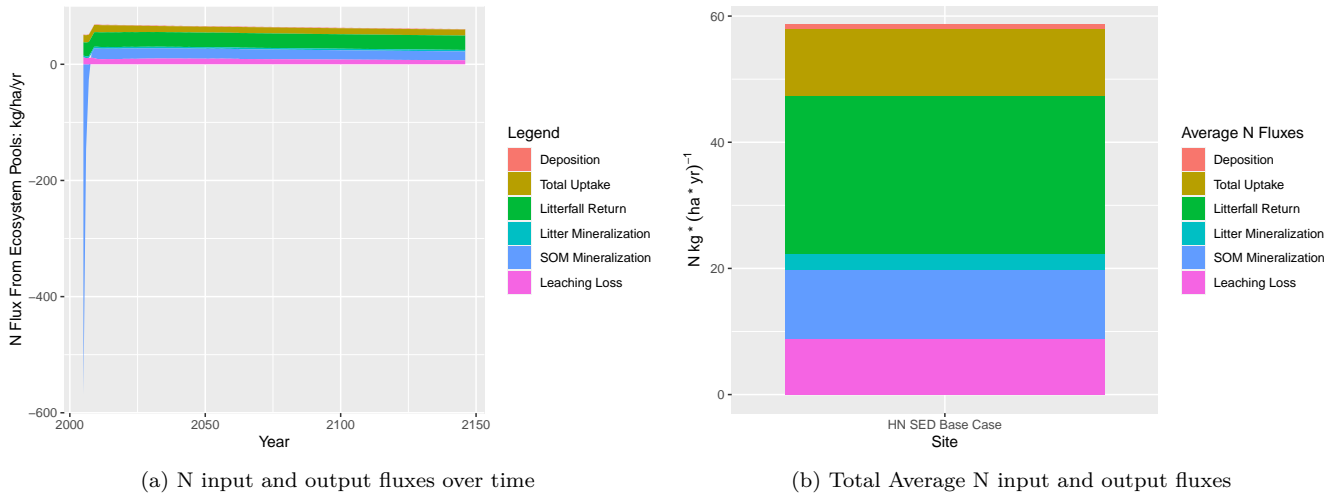 N Flux From Ecosystem Pools: kg/ha/yr
0
−200
−400
−600
2000
2050
2100
2150
Year
Legend
Deposition
Total Uptake
Litterfall Return
Litter Mineralization
SOM Mineralization
Leaching Loss
(a) N input and output fluxes over time
N kg * (ha * yr)⁻¹
60
40
20
0
HN SED Base Case
Site
Average N Fluxes
Deposition
Total Uptake
Litterfall Return
Litter Mineralization
SOM Mineralization
Leaching Loss
(b) Total Average N input and output fluxes